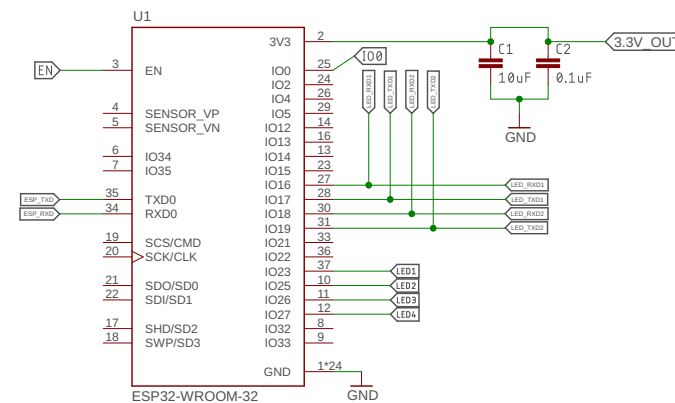 U1
3V3 2
3.3V_OUT
C1
10uF
C2
0.1uF
GND
EN
3 EN
IO0 25
IO0
IO2 24
IO4 26
IO5 29
4 SENSOR_VP
5 SENSOR_VN
IO12 14
IO13 16
IO14 13
IO15 23
6 IO34
7 IO35
LED_RXD1
LED_TXD1
LED_RXD2
LED_TXD2
IO16 27
LED_RXD1
ESP_TXD
35 TXD0
IO17 28
LED_TXD1
ESP_RXD
34 RXD0
IO18 30
LED_RXD2
IO19 31
LED_TXD2
19 SCS/CMD
IO21 33
20 SCK/CLK
IO22 36
IO23 37
LED1
21 SDO/SD0
IO25 10
LED2
22 SDI/SD1
IO26 11
LED3
IO27 12
LED4
17 SHD/SD2
IO32 8
18 SWP/SD3
IO33 9
GND 1*24
GND
ESP32-WROOM-32